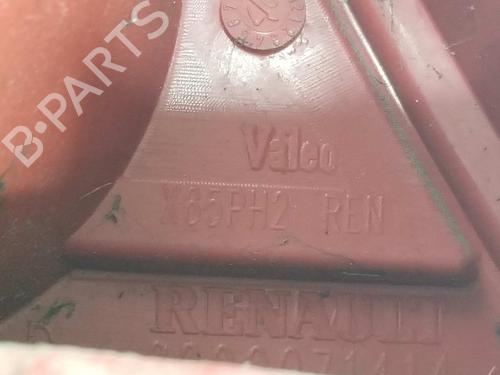 B-PARTS
Valeo
X65PH2 REN
RENAULT